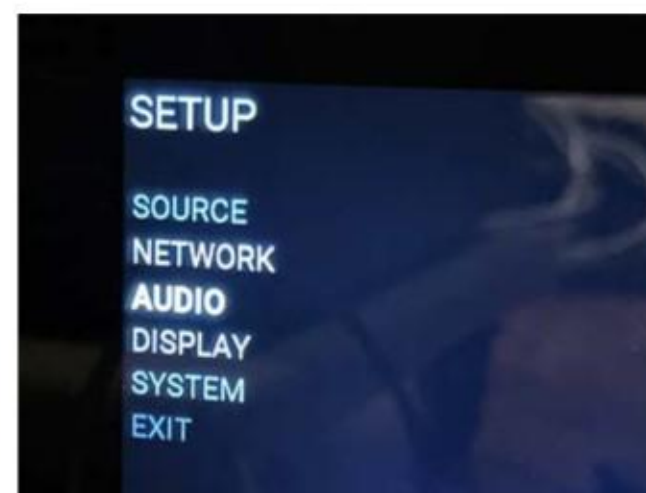 SETUP
SOURCE
NETWORK
AUDIO
DISPLAY
SYSTEM
EXIT